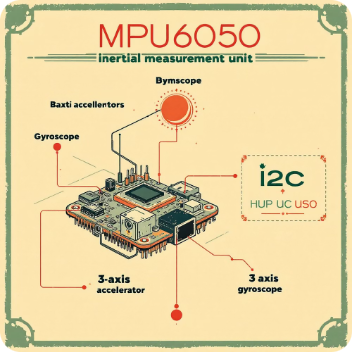 MPU6050
inertial measurement unit
Bymscope
Baxti accellentors
Gyroscope
i2c
HUP UC USO
3-axis
accelerator
3 axis
gyroscope